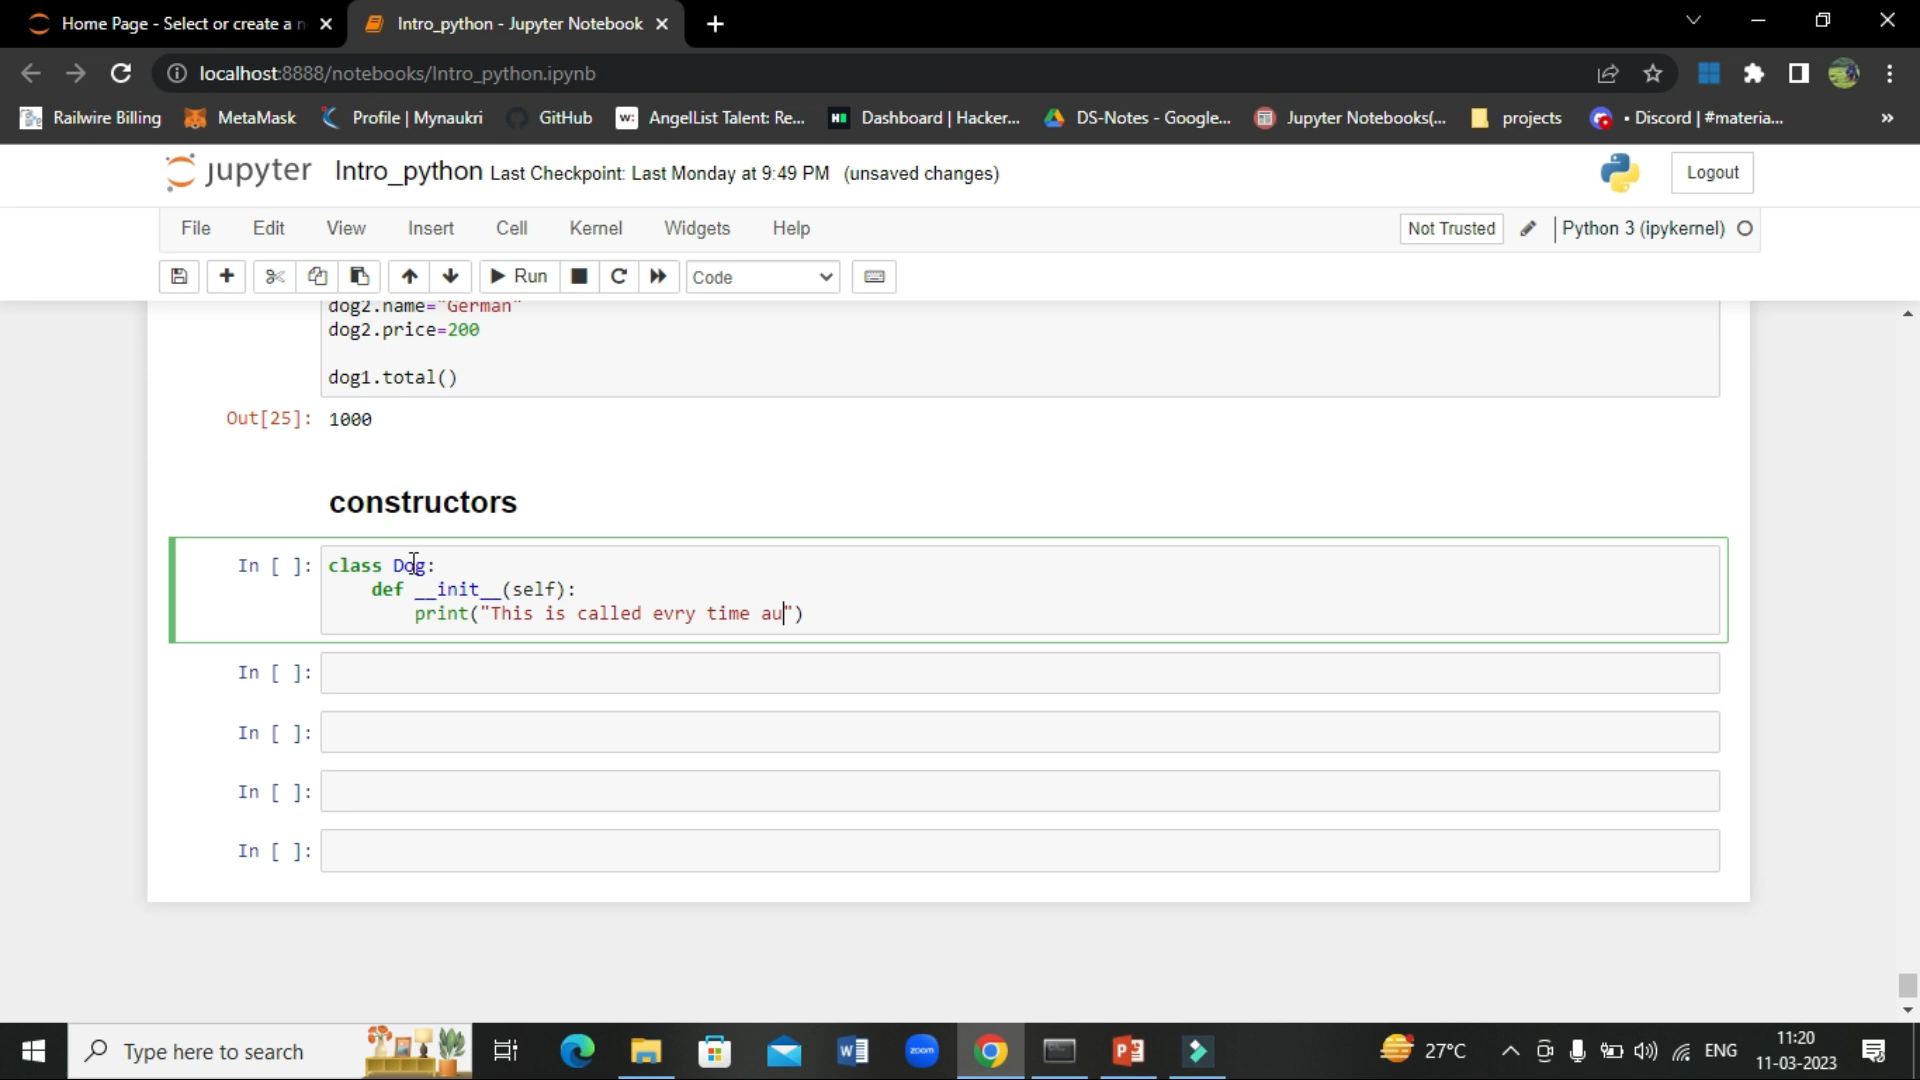 Home Page - Select or create a n
Intro_python - Jupyter Notebook
localhost:8888/notebooks/Intro_python.ipynb
Railwire Billing
MetaMask
Profile | Mynaukri
GitHub
AngelList Talent: Re...
Dashboard | Hacker...
DS-Notes - Google...
Jupyter Notebooks(...
projects
• Discord | #materia...
»
jupyter Intro_python Last Checkpoint: Last Monday at 9:49 PM (unsaved changes)
Logout
File Edit View Insert Cell Kernel Widgets Help
Not Trusted
Python 3 (ipykernel)
Run
Code
dog2.name="German"
dog2.price=200
dog1.total()
Out[25]: 1000
constructors
In [ ]: class Dog:
def __init__(self):
print("This is called evry time au")
In [ ]:
In [ ]:
In [ ]:
In [ ]:
Type here to search
zoom
27°C
ENG
11:20
11-03-2023